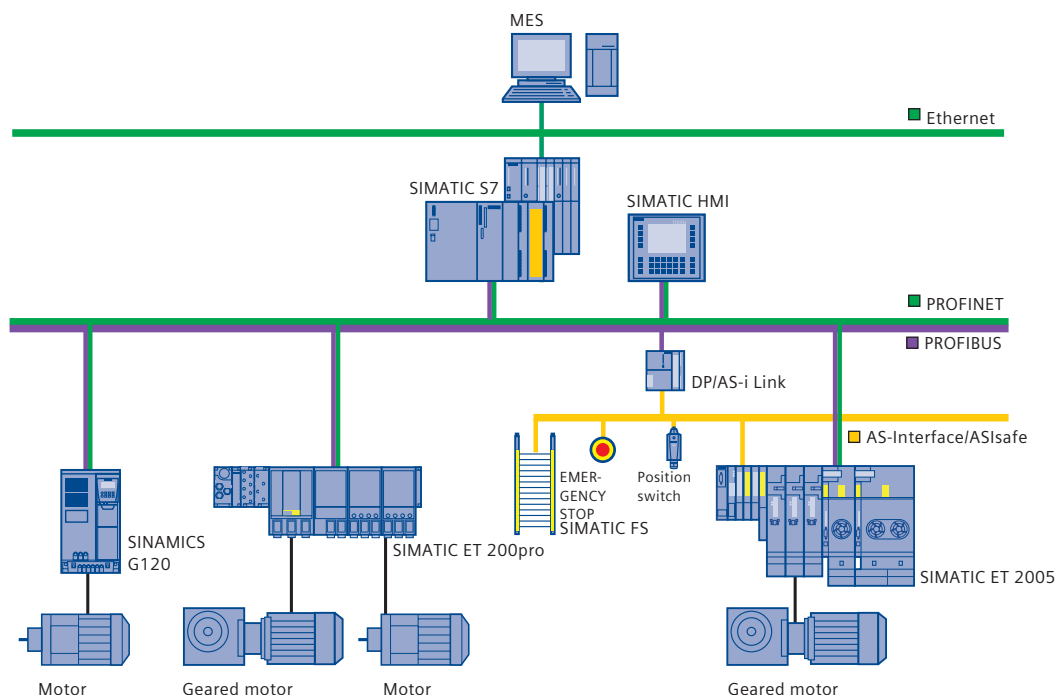 MES
Ethernet
SIMATIC S7
SIMATIC HMI
PROFINET
PROFIBUS
DP/AS-i Link
AS-Interface/ASIsafe
EMER-
GENCY
STOP
Position
switch
SIMATIC FS
SINAMICS
G120
SIMATIC ET 200pro
SIMATIC ET 2005
Motor
Geared motor
Motor
Geared motor